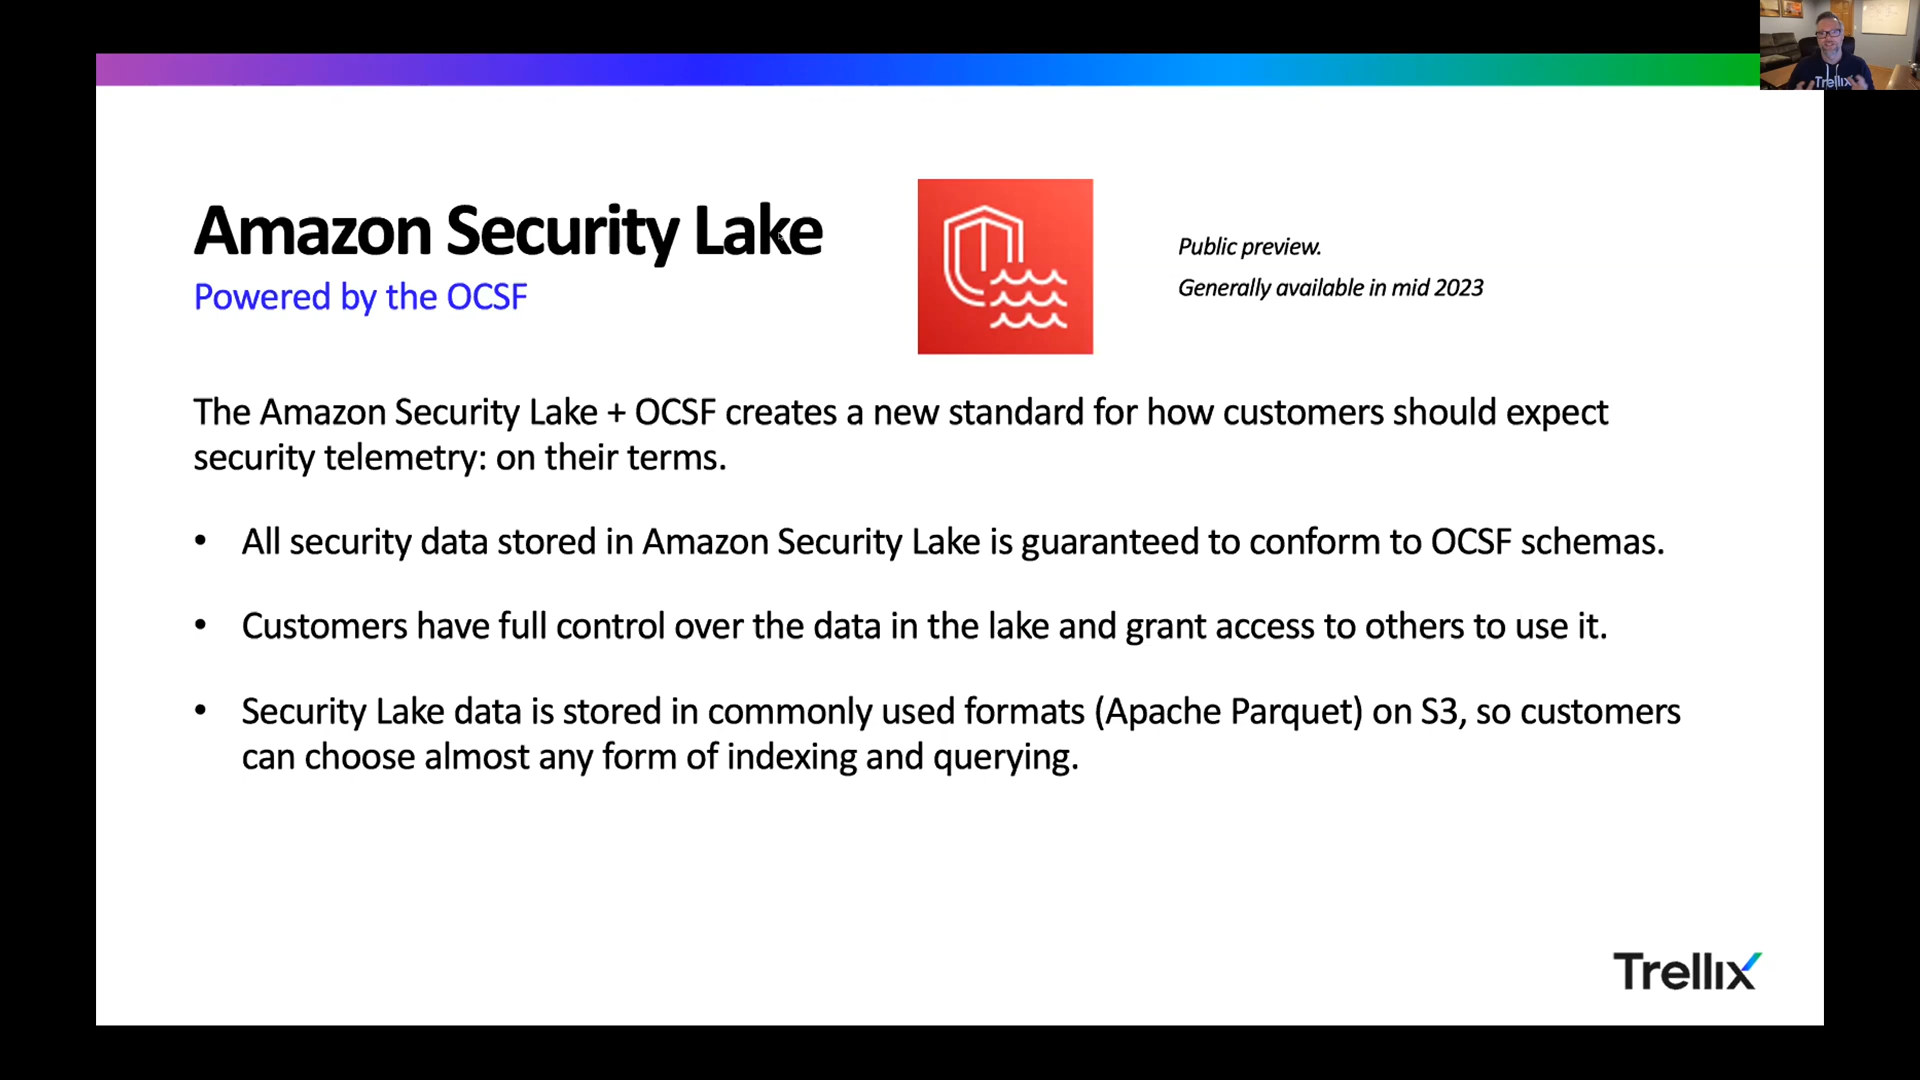 Amazon Security Lake
Powered by the OCSF
Public preview.
Generally available in mid 2023
The Amazon Security Lake + OCSF creates a new standard for how customers should expect
security telemetry: on their terms.
• All security data stored in Amazon Security Lake is guaranteed to conform to OCSF schemas.
• Customers have full control over the data in the lake and grant access to others to use it.
• Security Lake data is stored in commonly used formats (Apache Parquet) on S3, so customers
can choose almost any form of indexing and querying.
Trellix
Trellix